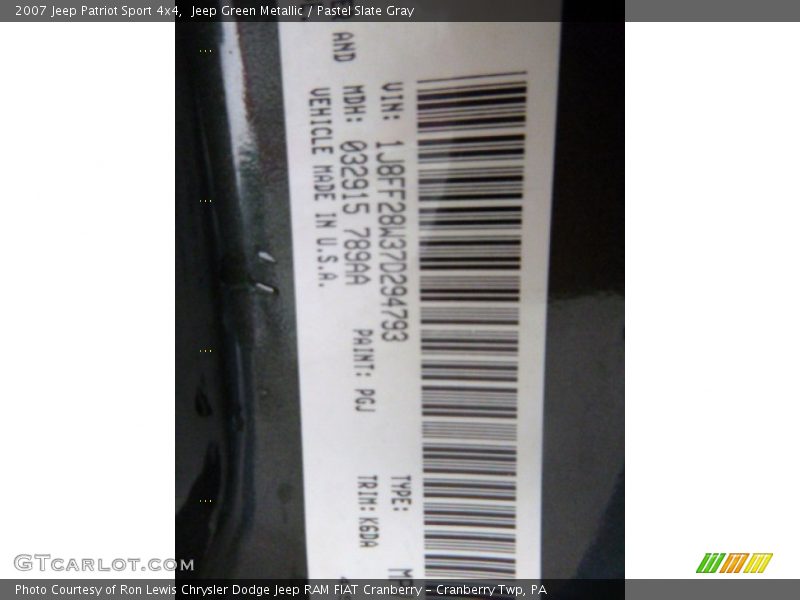 2007 Jeep Patriot Sport 4x4,  Jeep Green Metallic / Pastel Slate Gray
AND
VIN: 1J8FF28W37D294793 TYPE:
MDH: 032915 789AA PAINT: PGJ TRIM: K6DA
VEHICLE MADE IN U.S.A.
GTCARLOT.COM
Photo Courtesy of Ron Lewis Chrysler Dodge Jeep RAM FIAT Cranberry - Cranberry Twp, PA